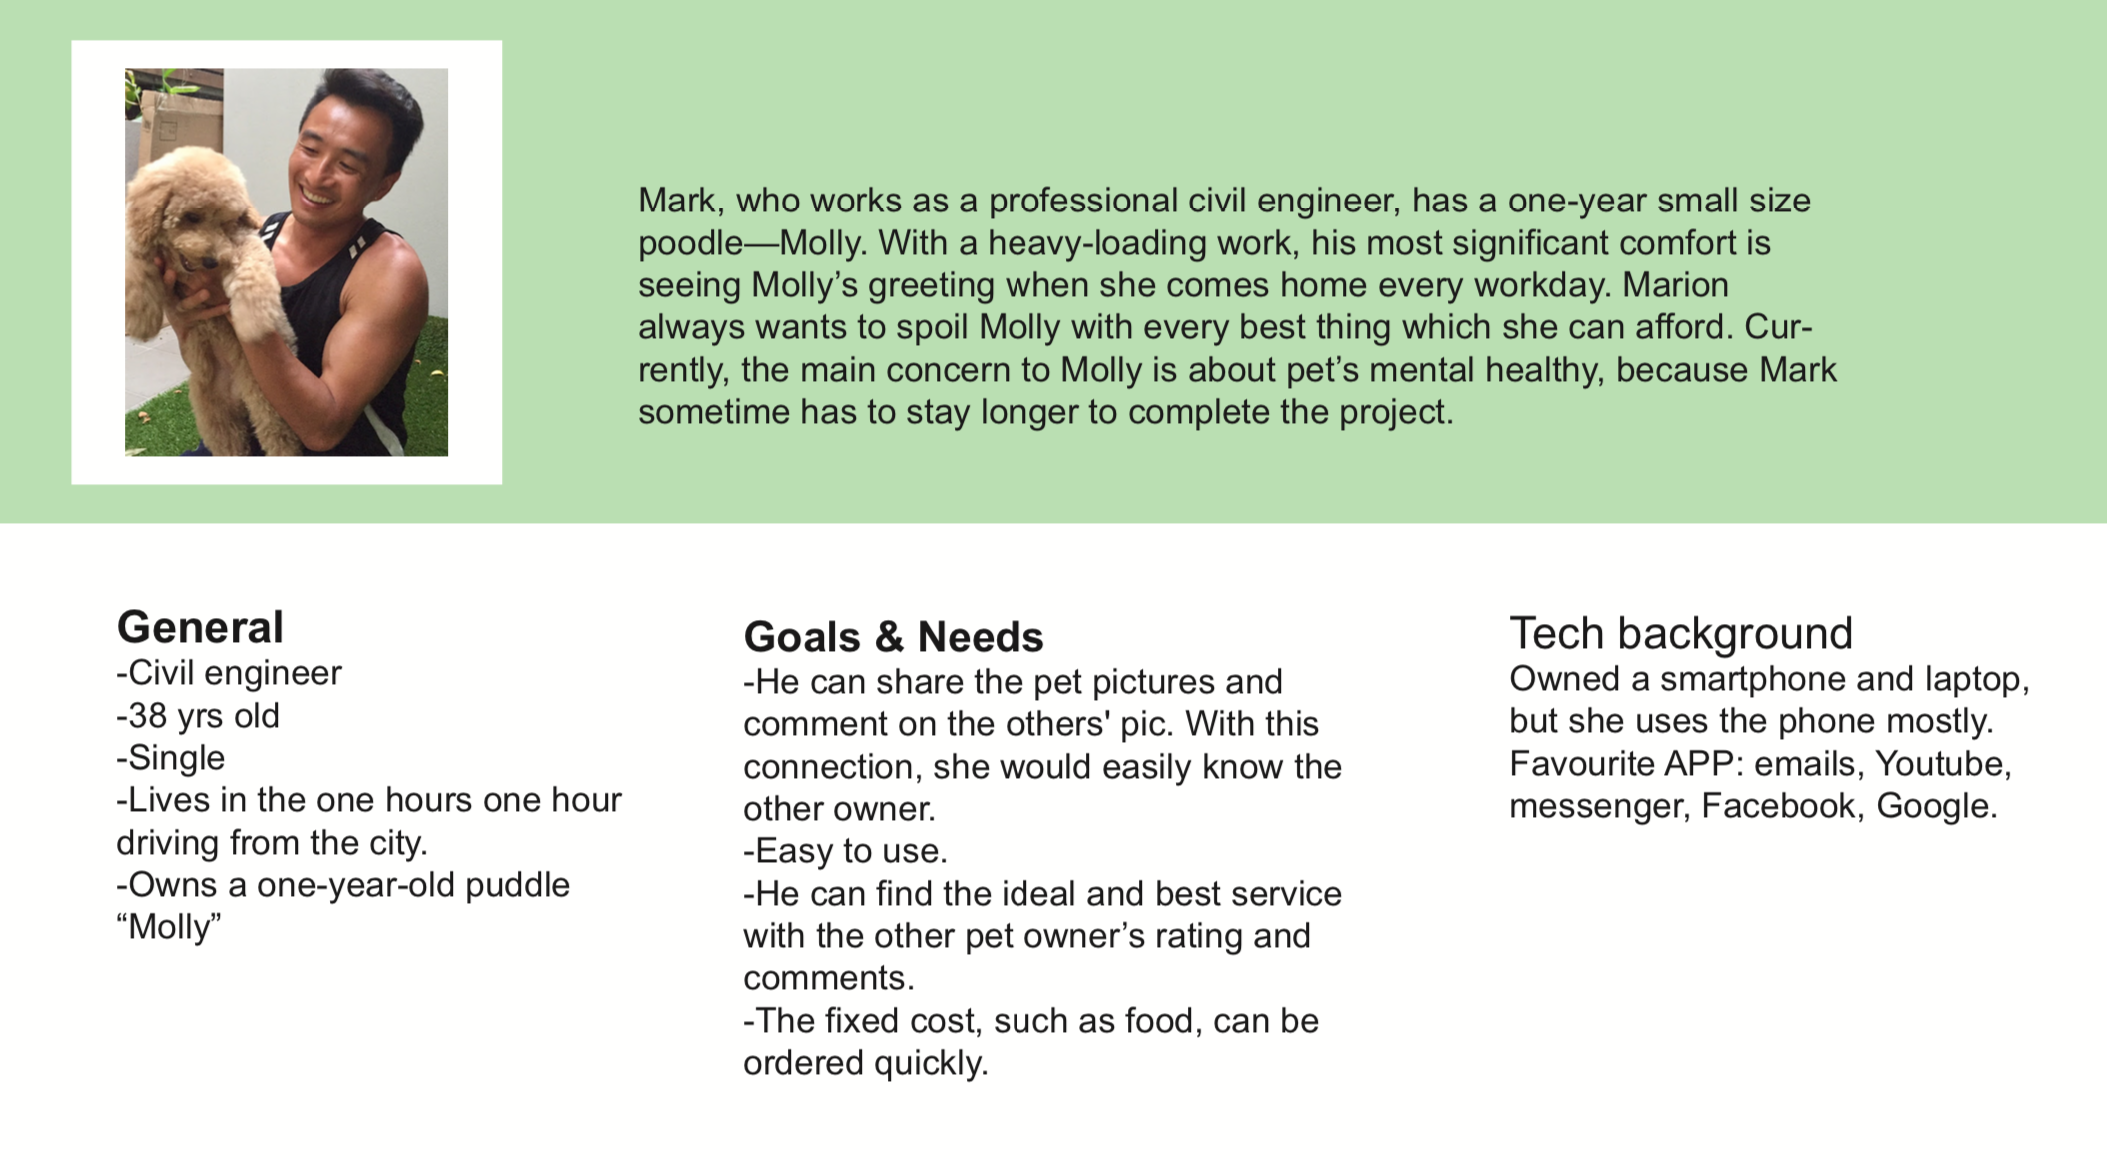 Mark, who works as a professional civil engineer, has a one-year small size
poodle—Molly. With a heavy-loading work, his most significant comfort is
seeing Molly’s greeting when she comes home every workday. Marion
always wants to spoil Molly with every best thing which she can afford. Cur-
rently, the main concern to Molly is about pet’s mental healthy, because Mark
sometime has to stay longer to complete the project.
General
-Civil engineer
-38 yrs old
-Single
-Lives in the one hours one hour
driving from the city.
-Owns a one-year-old puddle
“Molly”
Goals & Needs
-He can share the pet pictures and
comment on the others' pic. With this
connection, she would easily know the
other owner.
-Easy to use.
-He can find the ideal and best service
with the other pet owner’s rating and
comments.
-The fixed cost, such as food, can be
ordered quickly.
Tech background
Owned a smartphone and laptop,
but she uses the phone mostly.
Favourite APP: emails, Youtube,
messenger, Facebook, Google.